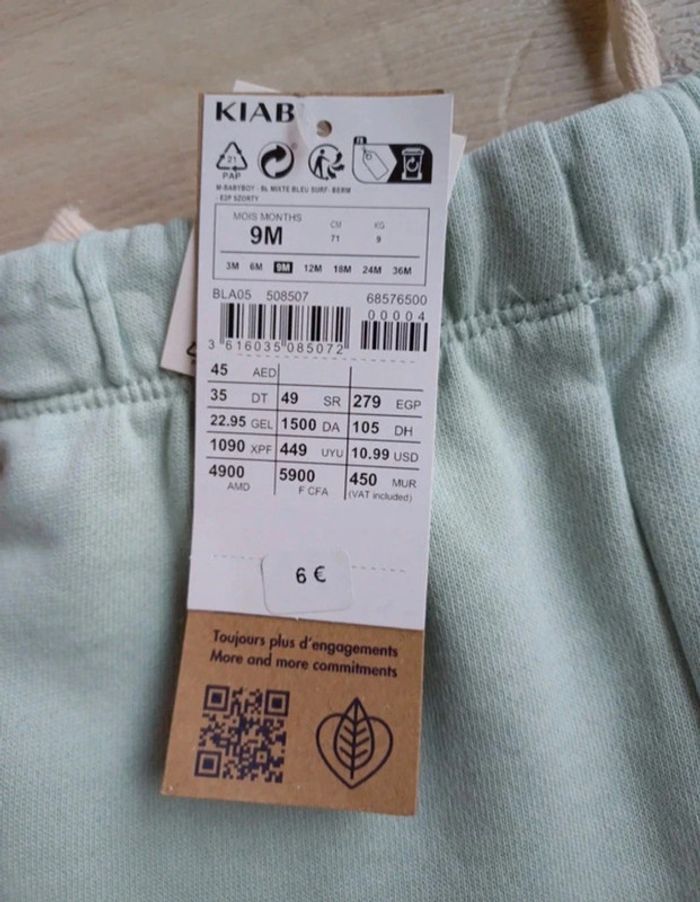 KIAB
21
PAP
FR
M-BABYBOY - BL MIXTE BLEU SURF- BERM
- E2P SZORTY
MOIS MONTHS CM KG
9M 71 9
3M 6M 9M 12M 18M 24M 36M
BLA05 508507 68576500
00004
3 616035 085072
45 AED
35 DT 49 SR 279 EGP
22.95 GEL 1500 DA 105 DH
1090 XPF 449 UYU 10.99 USD
4900 AMD 5900 F CFA 450 MUR
(VAT included)
6 €
Toujours plus d'engagements
More and more commitments